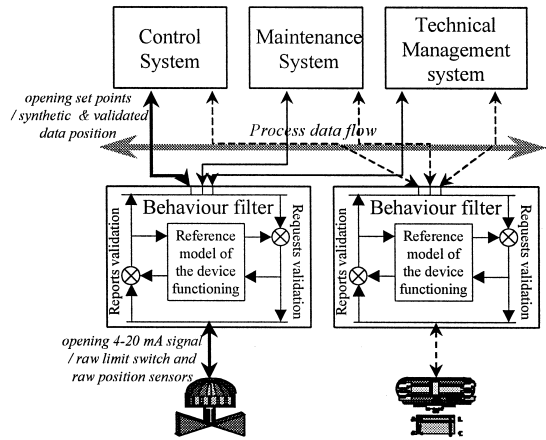 Control
System
Maintenance
System
Technical
Management
system
opening set points
/ synthetic & validated
data position
Process data flow
Behaviour filter
Reports validation
Reference
model of
the device
functioning
Requests validation
Behaviour filter
Reports validation
Reference
model of
the device
functioning
Requests validation
opening 4-20 mA signal
/ raw limit switch and
raw position sensors